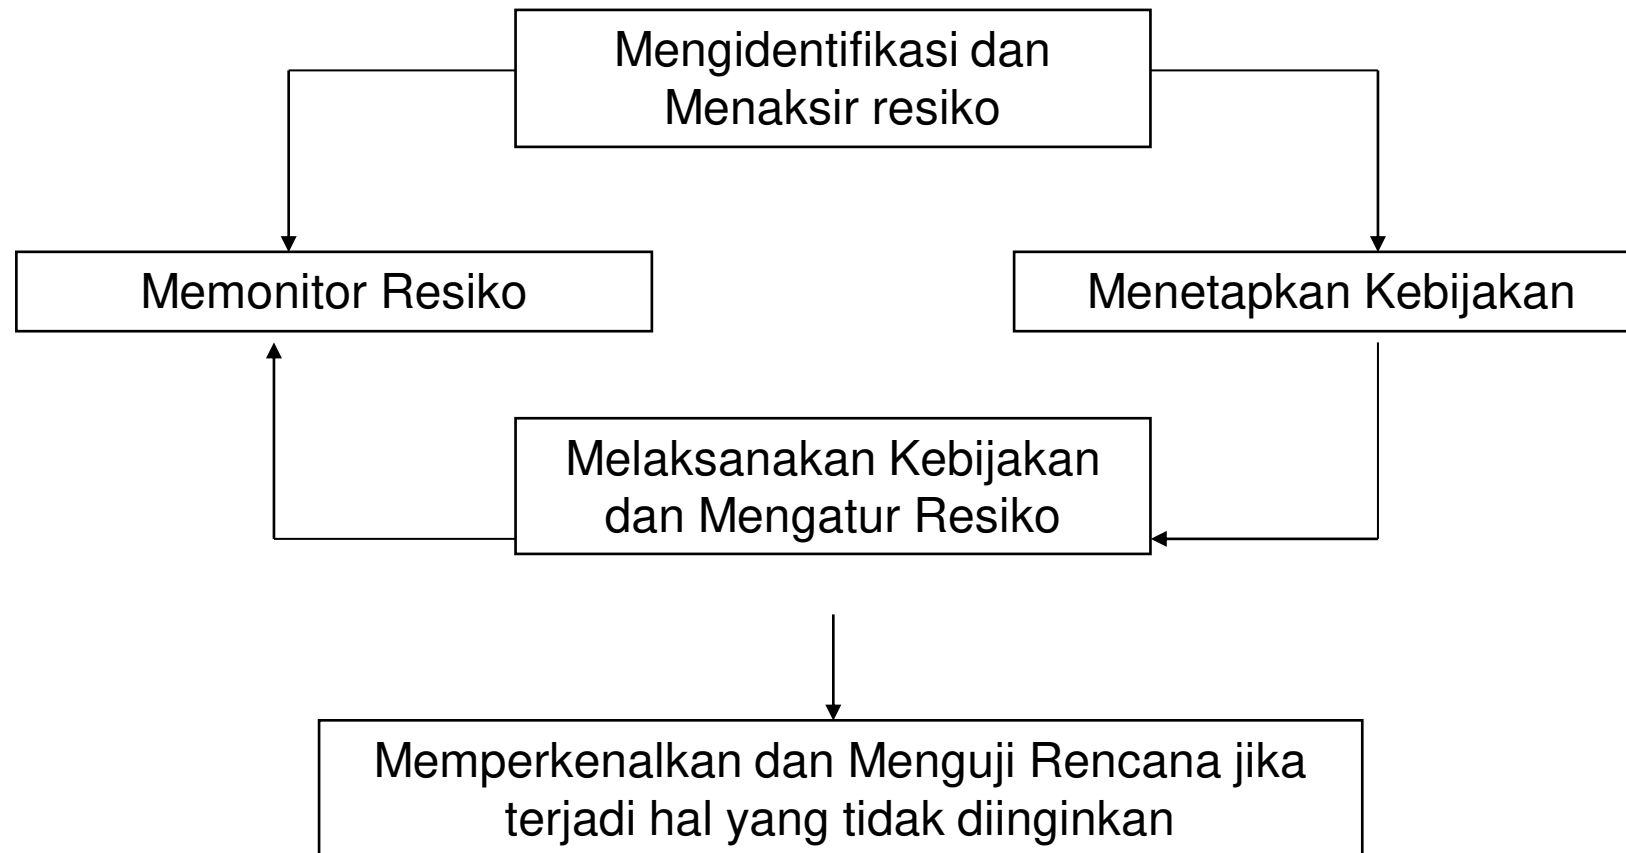 Mengidentifikasi dan
Menaksir resiko
Memonitor Resiko
Menetapkan Kebijakan
Melaksanakan Kebijakan
dan Mengatur Resiko
Memperkenalkan dan Menguji Rencana jika
terjadi hal yang tidak diinginkan